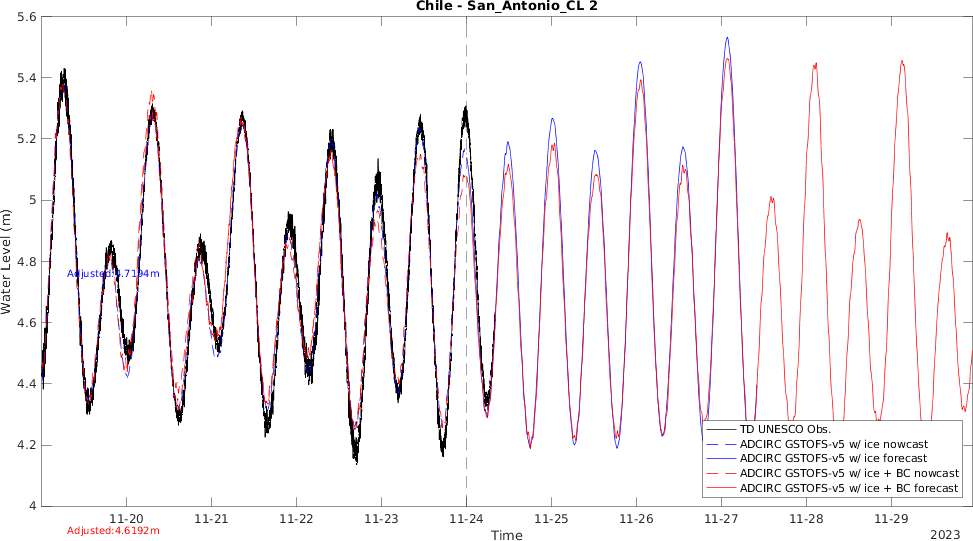 Chile - San_Antonio_CL 2
5.6
5.4
5.2
5
4.8
4.6
4.4
4.2
4
Water Level (m)
Adjusted:4.7194m
TD UNESCO Obs.
ADCIRC GSTOFS-v5 w/ ice nowcast
ADCIRC GSTOFS-v5 w/ ice forecast
ADCIRC GSTOFS-v5 w/ ice + BC nowcast
ADCIRC GSTOFS-v5 w/ ice + BC forecast
11-20 11-21 11-22 11-23 11-24 11-25 11-26 11-27 11-28 11-29
Adjusted:4.6192m
Time
2023